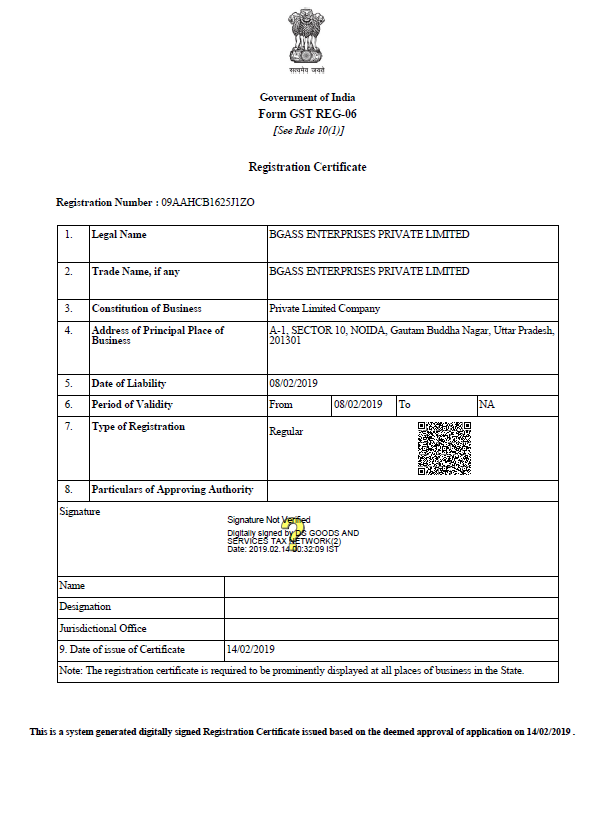 सत्यमेव जयते
Government of India
Form GST REG-06
[See Rule 10(1)]
Registration Certificate
Registration Number : 09AAHCB1625J1ZO
1. Legal Name BGASS ENTERPRISES PRIVATE LIMITED
2. Trade Name, if any BGASS ENTERPRISES PRIVATE LIMITED
3. Constitution of Business Private Limited Company
4. Address of Principal Place of
Business
A-1, SECTOR 10, NOIDA, Gautam Buddha Nagar, Uttar Pradesh,
201301
5. Date of Liability 08/02/2019
6. Period of Validity From 08/02/2019 To NA
7. Type of Registration Regular
8. Particulars of Approving Authority
Signature
Signature Not Verified
Digitally signed by DS GOODS AND
SERVICES TAX NETWORK(2)
Date: 2019.02.14 00:32:09 IST
Name
Designation
Jurisdictional Office
9. Date of issue of Certificate 14/02/2019
Note: The registration certificate is required to be prominently displayed at all places of business in the State.
This is a system generated digitally signed Registration Certificate issued based on the deemed approval of application on 14/02/2019 .